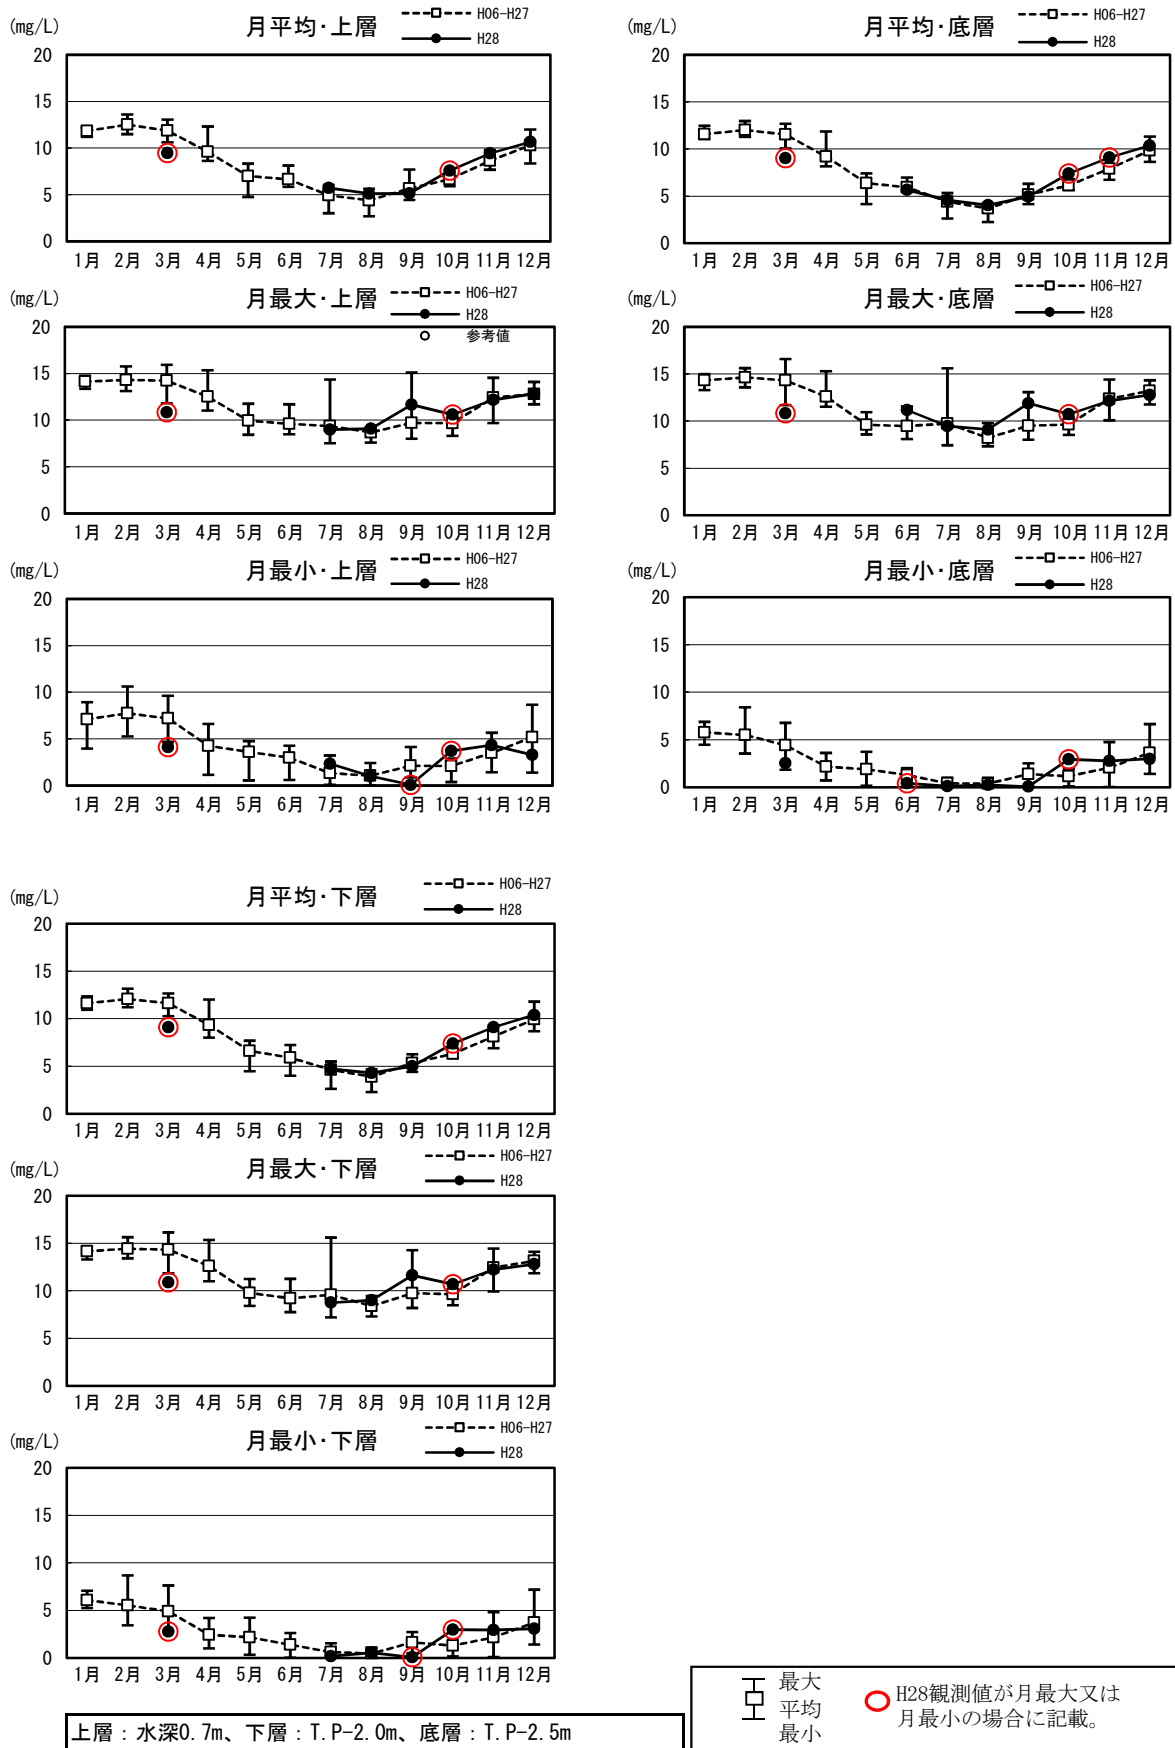 (mg/L)
月平均・上層
H06-H27
H28
20
15
10
5
0
1月 2月 3月 4月 5月 6月 7月 8月 9月 10月 11月 12月
(mg/L)
月平均・底層
H06-H27
H28
20
15
10
5
0
1月 2月 3月 4月 5月 6月 7月 8月 9月 10月 11月 12月
(mg/L)
月最大・上層
H06-H27
H28
参考値
20
15
10
5
0
1月 2月 3月 4月 5月 6月 7月 8月 9月 10月 11月 12月
(mg/L)
月最大・底層
H06-H27
H28
20
15
10
5
0
1月 2月 3月 4月 5月 6月 7月 8月 9月 10月 11月 12月
(mg/L)
月最小・上層
H06-H27
H28
20
15
10
5
0
1月 2月 3月 4月 5月 6月 7月 8月 9月 10月 11月 12月
(mg/L)
月最小・底層
H06-H27
H28
20
15
10
5
0
1月 2月 3月 4月 5月 6月 7月 8月 9月 10月 11月 12月
(mg/L)
月平均・下層
H06-H27
H28
20
15
10
5
0
1月 2月 3月 4月 5月 6月 7月 8月 9月 10月 11月 12月
(mg/L)
月最大・下層
H06-H27
H28
20
15
10
5
0
1月 2月 3月 4月 5月 6月 7月 8月 9月 10月 11月 12月
(mg/L)
月最小・下層
H06-H27
H28
20
15
10
5
0
1月 2月 3月 4月 5月 6月 7月 8月 9月 10月 11月 12月
上層：水深0.7m、下層：T.P-2.0m、底層：T.P-2.5m
最大
平均
最小
H28観測値が月最大又は
月最小の場合に記載。